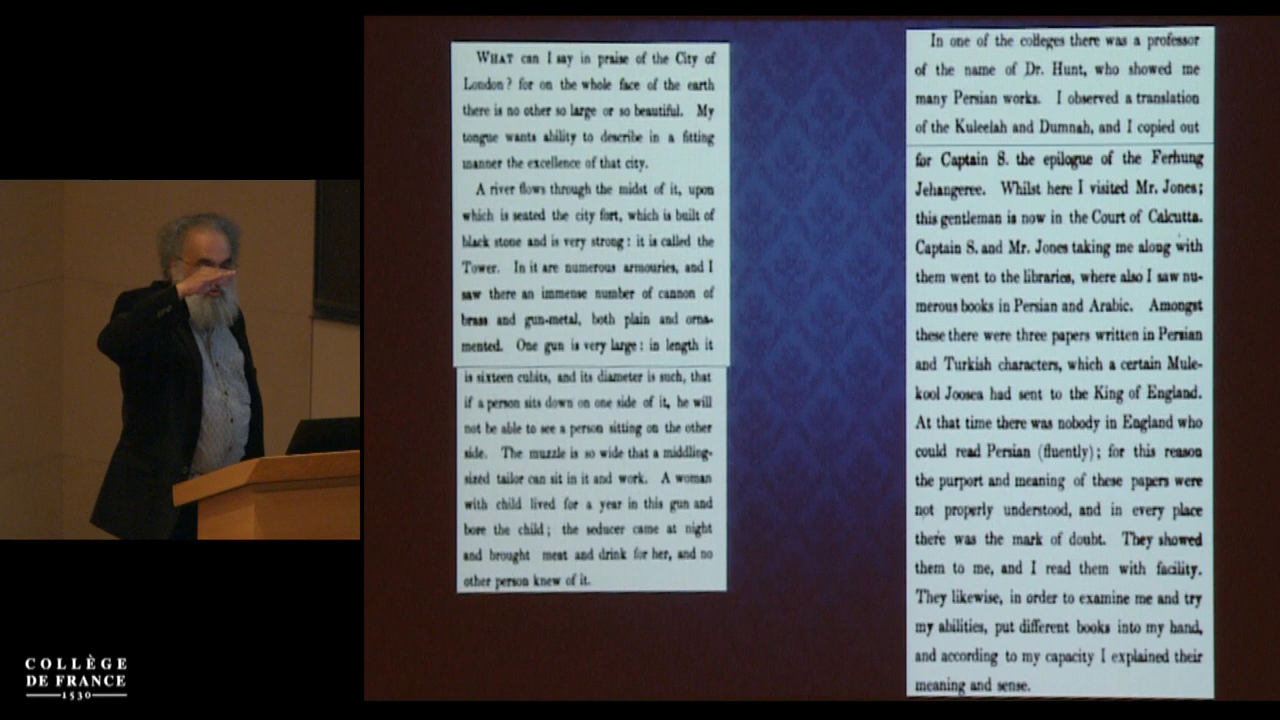 WHAT can I say in praise of the City of
London? for on the whole face of the earth
there is no other so large or so beautiful. My
tongue wants ability to describe in a fitting
manner the excellence of that city.
A river flows through the midst of it, upon
which is seated the city fort, which is built of
black stone and is very strong: it is called the
Tower. In it are numerous armouries, and I
saw there an immense number of cannon of
brass and gun-metal, both plain and orna-
mented. One gun is very large: in length it
is sixteen cubits, and its diameter is such, that
if a person sits down on one side of it, he will
not be able to see a person sitting on the other
side. The muzzle is so wide that a middling-
sized tailor can sit in it and work. A woman
with child lived for a year in this gun and
bore the child; the seducer came at night
and brought meat and drink for her, and no
other person knew of it.
In one of the colleges there was a professor
of the name of Dr. Hunt, who showed me
many Persian works. I observed a translation
of the Kuleelah and Dumnah, and I copied out
for Captain S. the epilogue of the Ferhung
Jehangeree. Whilst here I visited Mr. Jones;
this gentleman is now in the Court of Calcutta.
Captain S. and Mr. Jones taking me along with
them went to the libraries, where also I saw nu-
merous books in Persian and Arabic. Amongst
these there were three papers written in Persian
and Turkish characters, which a certain Mule-
kool Joosea had sent to the King of England.
At that time there was nobody in England who
could read Persian (fluently); for this reason
the purport and meaning of these papers were
not properly understood, and in every place
there was the mark of doubt. They showed
them to me, and I read them with facility.
They likewise, in order to examine me and try
my abilities, put different books into my hand,
and according to my capacity I explained their
meaning and sense.
COLLÈGE
DE FRANCE
1530